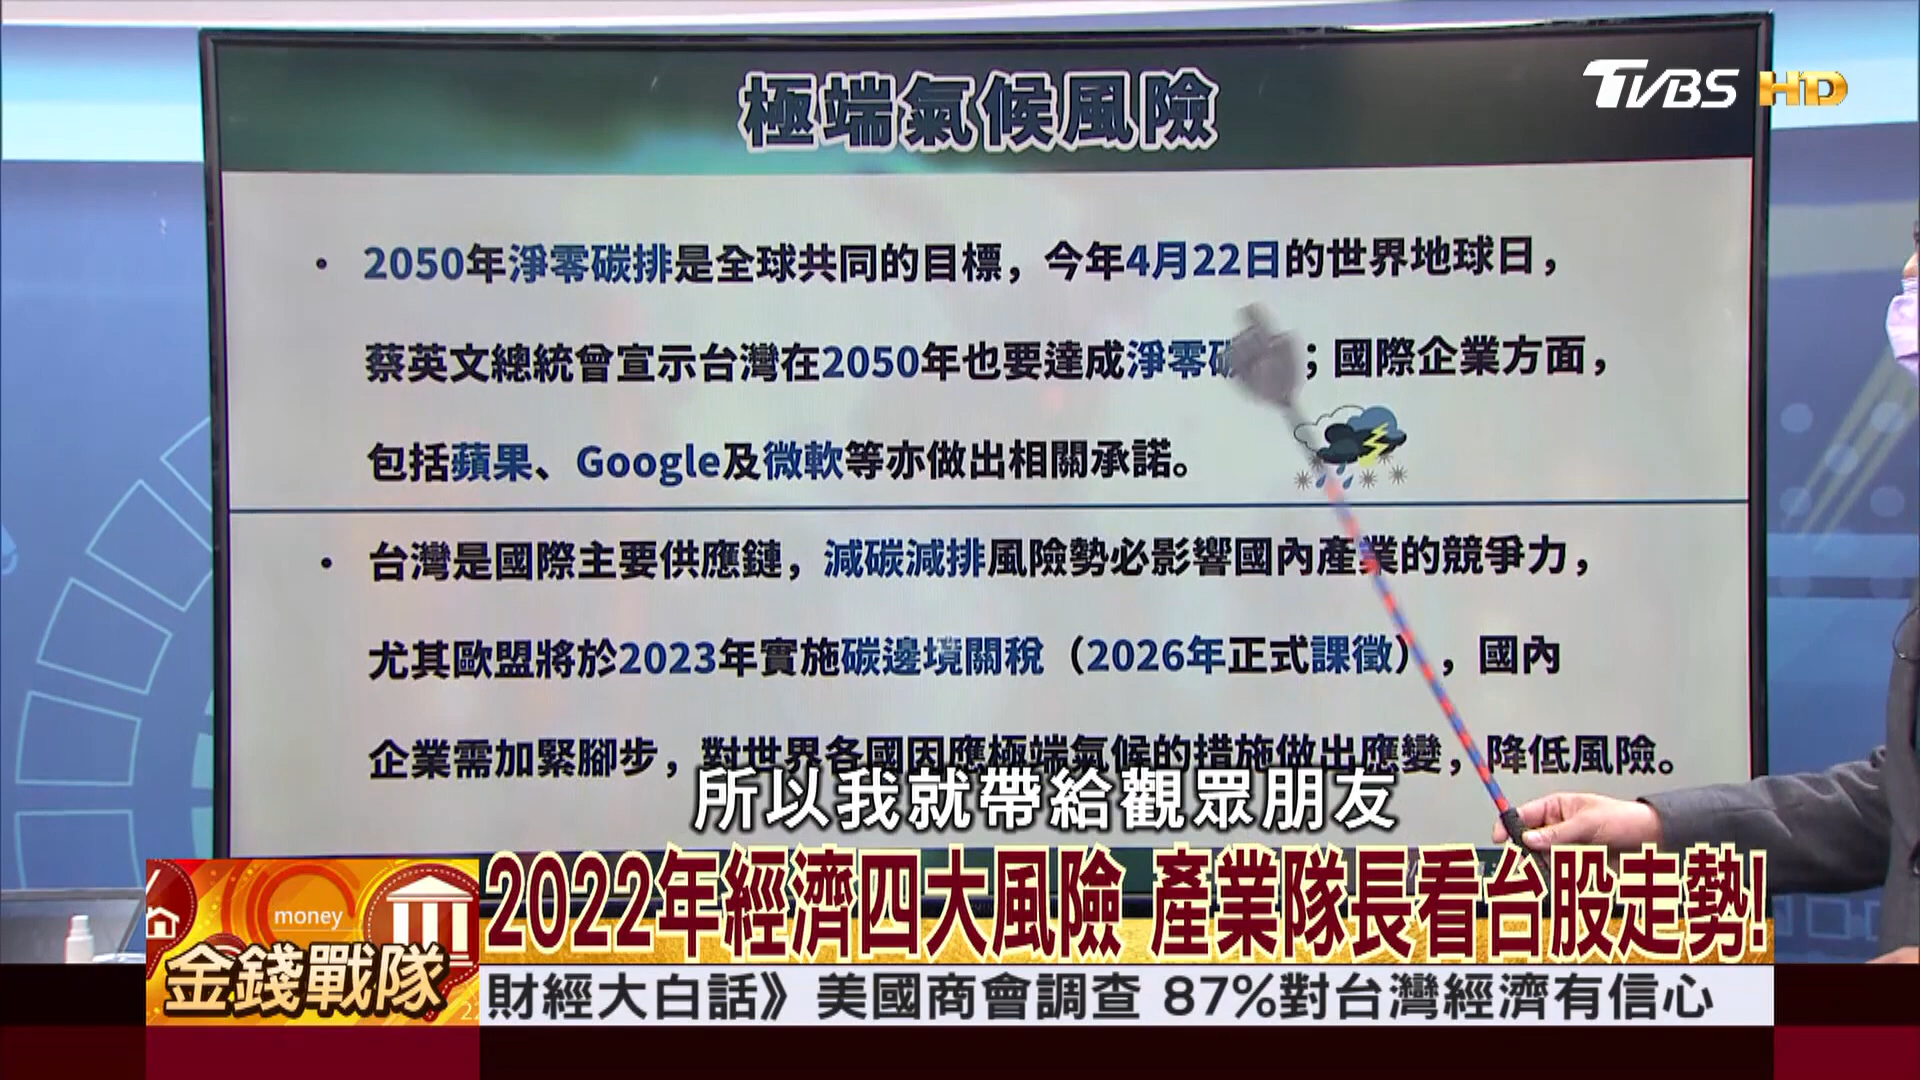 極端氣候風險
TVBS HD
• 2050年淨零碳排是全球共同的目標，今年4月22日的世界地球日，
蔡英文總統曾宣示台灣在2050年也要達成淨零碳；國際企業方面，
包括蘋果、Google及微軟等亦做出相關承諾。
• 台灣是國際主要供應鏈，減碳減排風險勢必影響國內產業的競爭力，
尤其歐盟將於2023年實施碳邊境關稅（2026年正式課徵），國內
企業需加緊腳步，對世界各國因應極端氣候的措施做出應變，降低風險。
所以我就帶給觀眾朋友
money
金錢戰隊
2022年經濟四大風險 產業隊長看台股走勢!
財經大白話》美國商會調查 87%對台灣經濟有信心